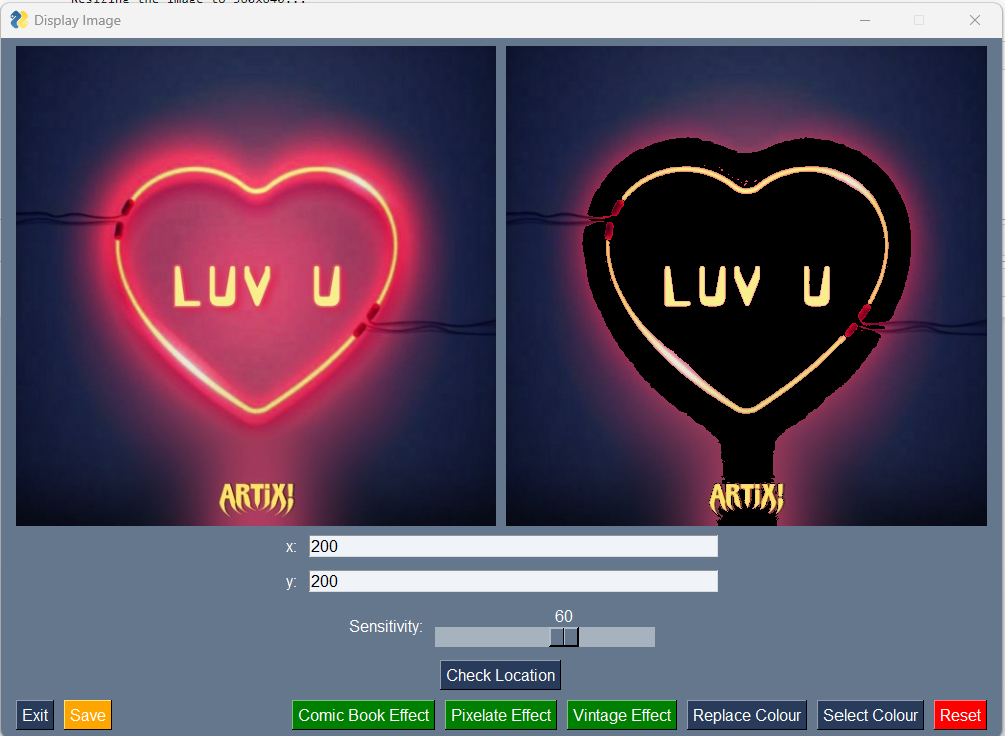 Resizing the image to 500x640...
Display Image
LUV U
ARTIX!
LUV U
ARTIX!
x: 200
y: 200
60
Sensitivity:
Check Location
Exit Save Comic Book Effect Pixelate Effect Vintage Effect Replace Colour Select Colour Reset